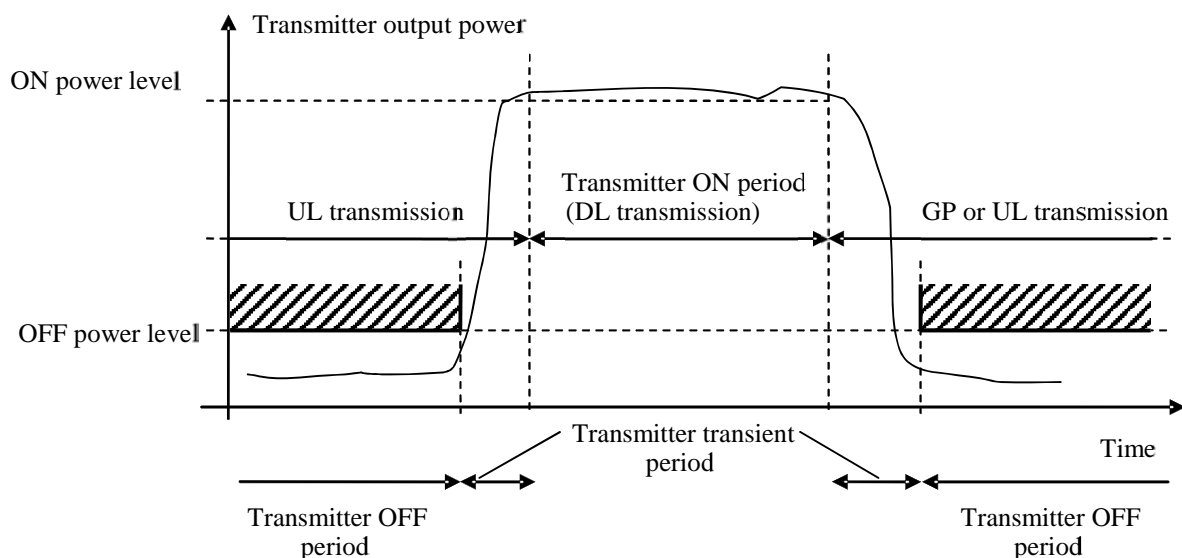 Transmitter output power
ON power level
Transmitter ON period
(DL transmission)
UL transmission
GP or UL transmission
OFF power level
Transmitter transient
period
Time
Transmitter OFF
period
Transmitter OFF
period